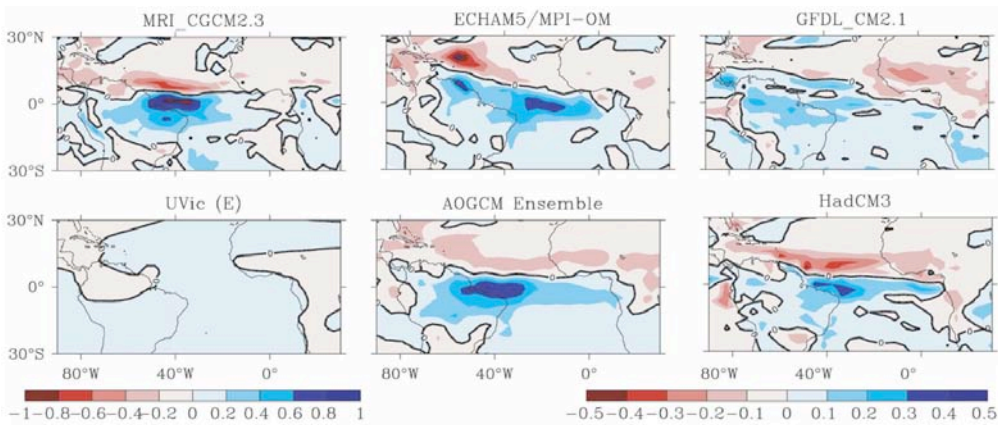 MRI_CGCM2.3 ECHAM5/MPI-OM GFDL_CM2.1
30°N
0°
30°S
UVic (E) AOGCM Ensemble HadCM3
30°N
0°
30°S
80°W 40°W 0° 80°W 40°W 0° 80°W 40°W 0°
-1 -0.8 -0.6 -0.4 -0.2 0 0.2 0.4 0.6 0.8 1 -0.5 -0.4 -0.3 -0.2 -0.1 0 0.1 0.2 0.3 0.4 0.5